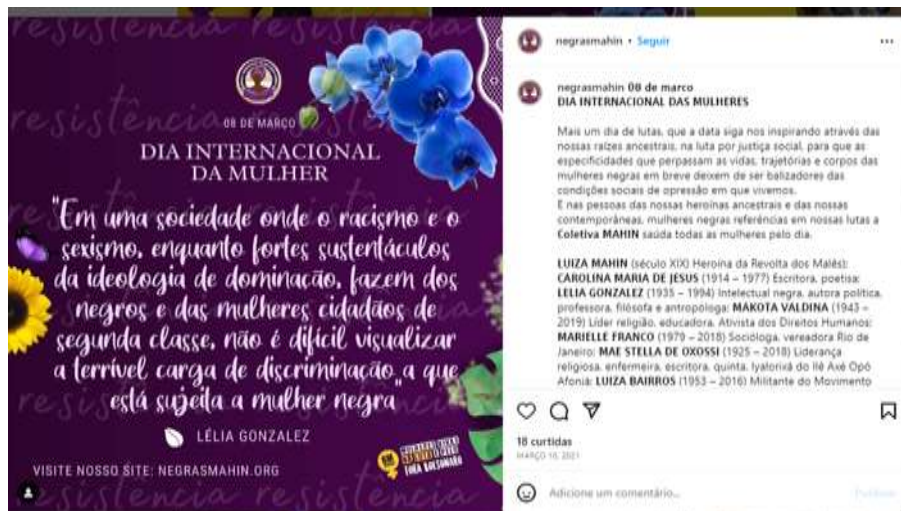 resistência resistência
resistência
08 DE MARÇO
DIA INTERNACIONAL
DA MULHER
"Em uma sociedade onde o racismo e o
sexismo, enquanto fortes sustentáculos
da ideologia de dominação, fazem dos
negros e das mulheres cidadãos de
segunda classe, não é difícil visualizar
a terrível carga de discriminação a que
está sujeita a mulher negra"
LÉLIA GONZALEZ
VISITE NOSSO SITE: NEGRASMAHIN.ORG
FORA BOLSONARO
resistência resistência
negrasmahin • Seguir
negrasmahin 08 de março
DIA INTERNACIONAL DAS MULHERES
Mais um dia de lutas, que a data siga nos inspirando através das
nossas raízes ancestrais, na luta por justiça social, para que as
especificidades que perpassam as vidas, trajetórias e corpos das
mulheres negras em breve deixem de ser balizadores das
condições sociais de opressão em que vivemos.
E nas pessoas das nossas heroínas ancestrais e das nossas
contemporâneas, mulheres negras referências em nossas lutas a
Coletiva MAHIN saúda todas as mulheres pelo dia.
LUIZA MAHIN (século XIX) Heroína da Revolta dos Malês;
CAROLINA MARIA DE JESUS (1914 – 1977) Escritora, poetisa;
LELIA GONZALEZ (1935 – 1994) Intelectual negra, autora política,
professora, filósofa e antropóloga; MAKOTA VALDINA (1943 –
2019) Líder religião, educadora, Ativista dos Direitos Humanos;
MARIELLE FRANCO (1979 – 2018) Socióloga, vereadora Rio de
Janeiro; MAE STELLA DE OXOSSI (1925 – 2018) Liderança
religiosa, enfermeira, escritora, quinta, Iyalorixá do Ilê Axé Opó
Afonjá; LUIZA BAIRROS (1953 – 2016) Militante do Movimento
18 curtidas
MARÇO 10, 2021
Adicione um comentário...
Publicar